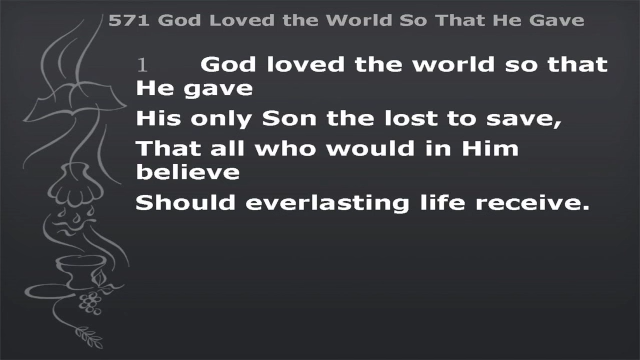 571 God Loved the World So That He Gave
1 God loved the world so that
He gave
His only Son the lost to save,
That all who would in Him
believe
Should everlasting life receive.